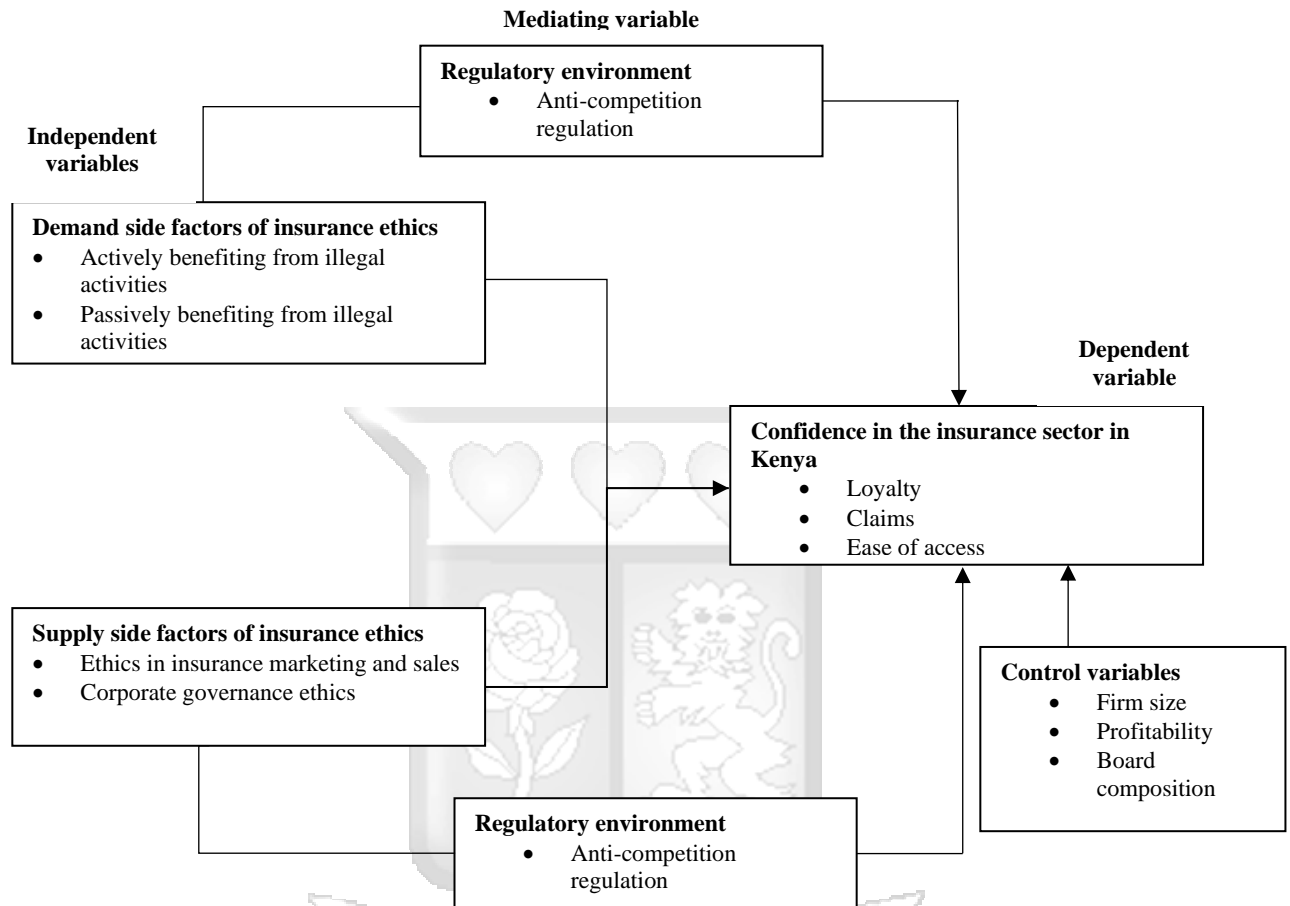 Mediating variable
Regulatory environment
• Anti-competition
regulation
Independent
variables
Demand side factors of insurance ethics
• Actively benefiting from illegal
activities
• Passively benefiting from illegal
activities
Dependent
variable
Confidence in the insurance sector in
Kenya
• Loyalty
• Claims
• Ease of access
Supply side factors of insurance ethics
• Ethics in insurance marketing and sales
• Corporate governance ethics
Control variables
• Firm size
• Profitability
• Board
composition
Regulatory environment
• Anti-competition
regulation